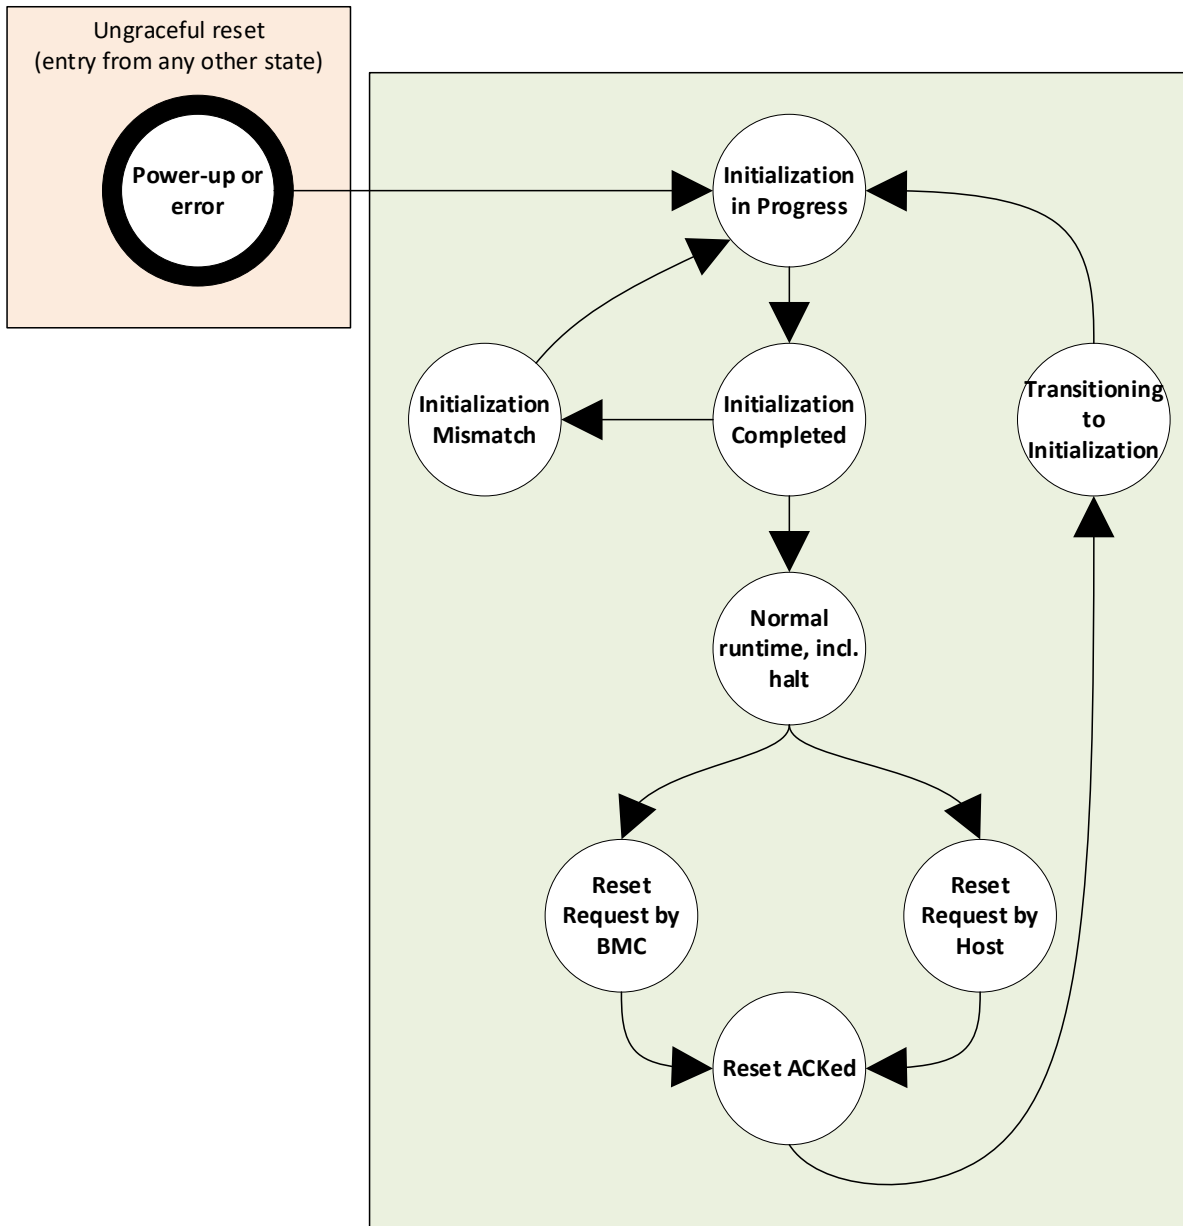 Ungraceful reset
(entry from any other state)
Power-up or
error
Initialization
in Progress
Initialization
Mismatch
Initialization
Completed
Transitioning
to
Initialization
Normal
runtime, incl.
halt
Reset
Request by
BMC
Reset
Request by
Host
Reset ACKed